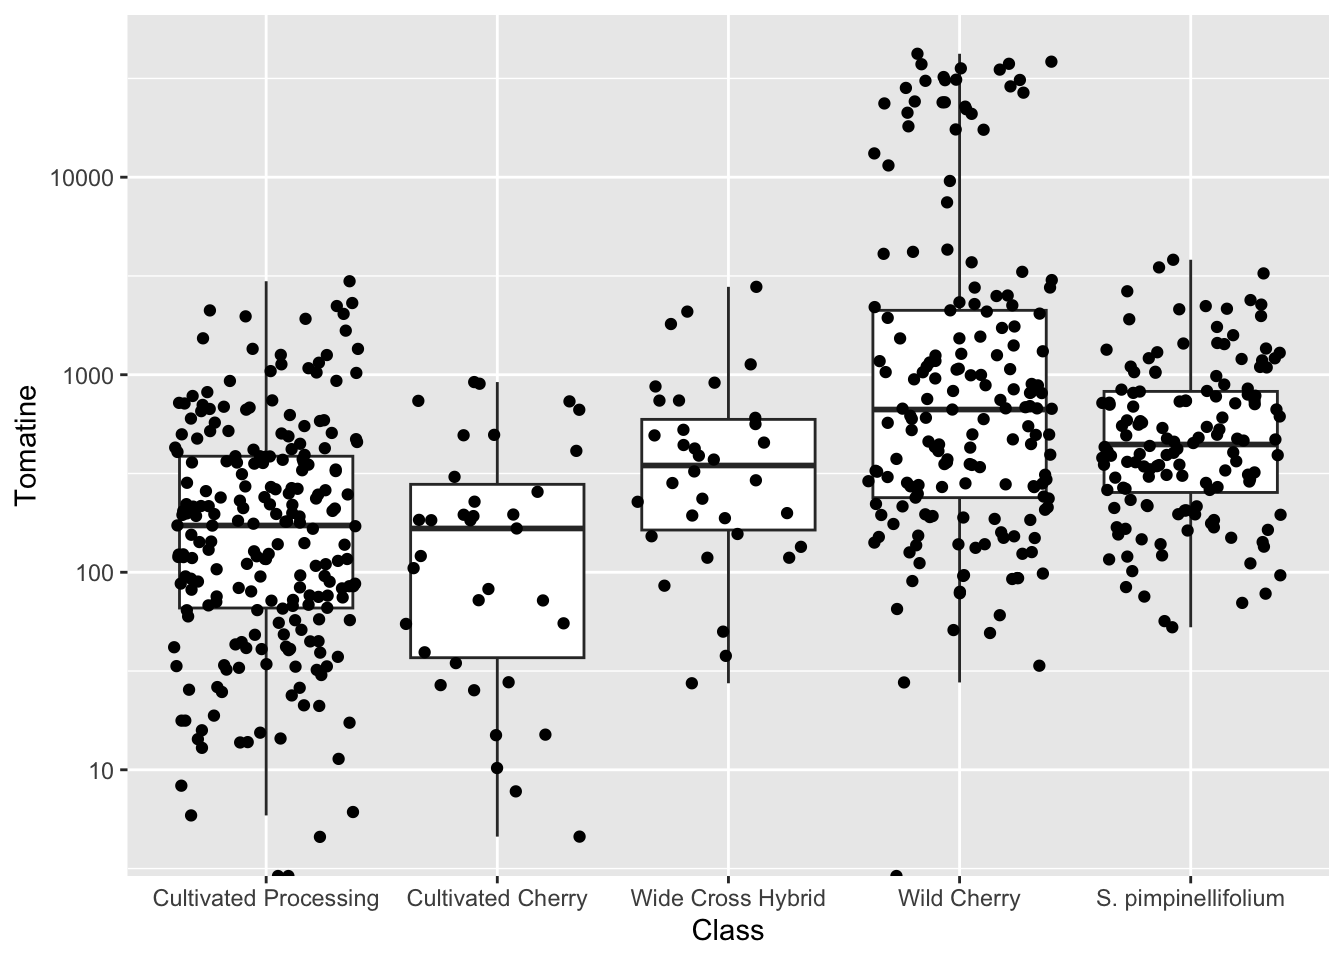 Tomatine
10000
1000
100
10
Cultivated Processing
Cultivated Cherry
Wide Cross Hybrid
Wild Cherry
S. pimpinellifolium
Class